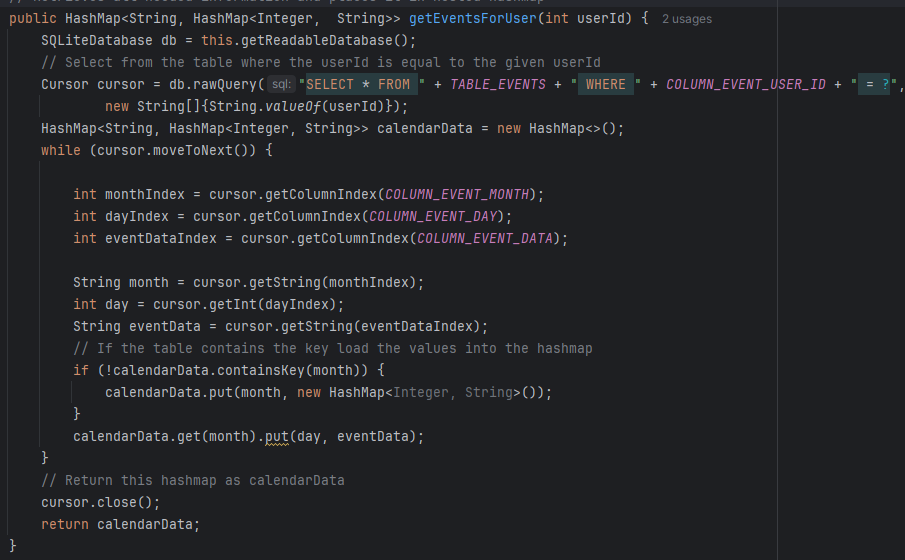 public HashMap<String, HashMap<Integer,  String>> getEventsForUser(int userId) {  2 usages
    SQLiteDatabase db = this.getReadableDatabase();
    // Select from the table where the userId is equal to the given userId
    Cursor cursor = db.rawQuery( sql: "SELECT * FROM " + TABLE_EVENTS + " WHERE " + COLUMN_EVENT_USER_ID + " = ?",
            new String[]{String.valueOf(userId)});
    HashMap<String, HashMap<Integer, String>> calendarData = new HashMap<>();
    while (cursor.moveToNext()) {
        int monthIndex = cursor.getColumnIndex(COLUMN_EVENT_MONTH);
        int dayIndex = cursor.getColumnIndex(COLUMN_EVENT_DAY);
        int eventDataIndex = cursor.getColumnIndex(COLUMN_EVENT_DATA);
        String month = cursor.getString(monthIndex);
        int day = cursor.getInt(dayIndex);
        String eventData = cursor.getString(eventDataIndex);
        // If the table contains the key load the values into the hashmap
        if (!calendarData.containsKey(month)) {
            calendarData.put(month, new HashMap<Integer, String>());
        }
        calendarData.get(month).put(day, eventData);
    }
    // Return this hashmap as calendarData
    cursor.close();
    return calendarData;
}